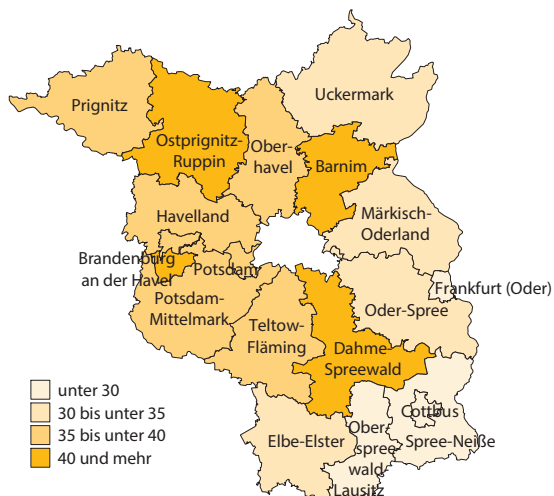 Uckermark
Prignitz
Ostprignitz-
Ruppin
Ober-
havel
Barnim
Havelland
Märkisch-
Oderland
Brandenburg
an der Havel
Potsdam
Frankfurt (Oder)
Potsdam-
Mittelmark
Oder-Spree
Teltow-
Fläming
Dahme-
Spreewald
unter 30
30 bis unter 35
35 bis unter 40
40 und mehr
Cottbus
Elbe-Elster
Ober-
spree-
wald-
Lausitz
Spree-Neiße